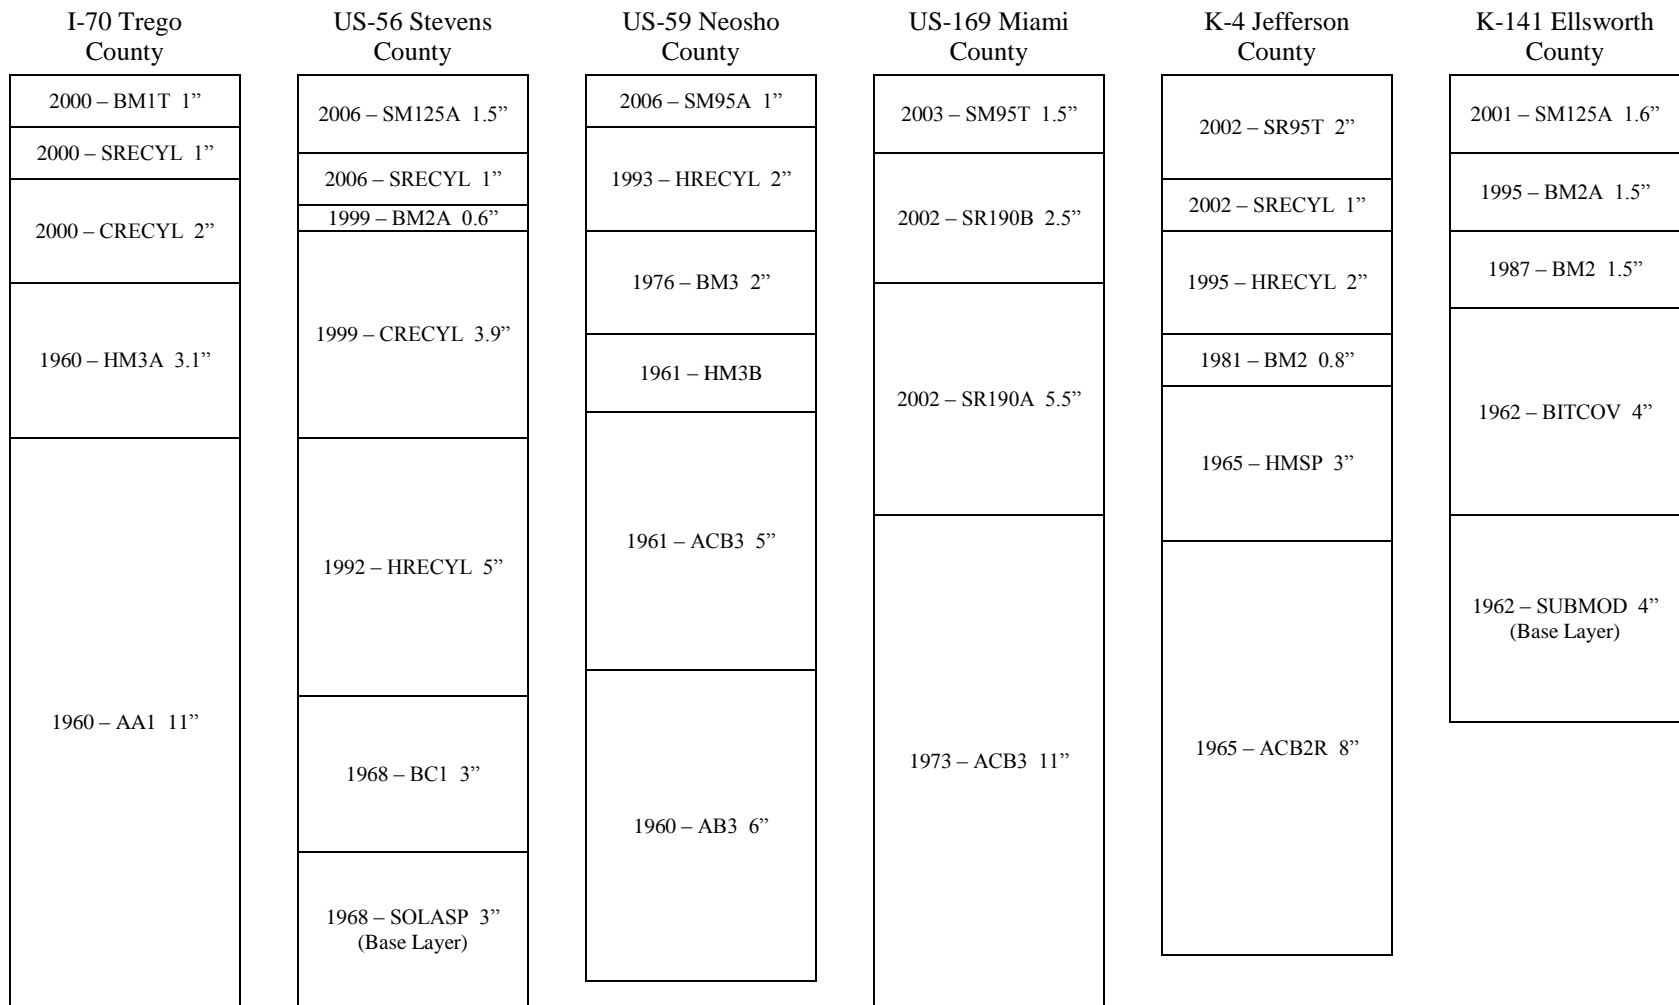 I-70 Trego
County
2000 – BM1T 1”
2000 – SRECYL 1”
2000 – CRECYL 2”
1960 – HM3A 3.1”
1960 – AA1 11”
US-56 Stevens
County
2006 – SM125A 1.5”
2006 – SRECYL 1”
1999 – BM2A 0.6”
1999 – CRECYL 3.9”
1992 – HRECYL 5”
1968 – BC1 3”
1968 – SOLASP 3”
(Base Layer)
US-59 Neosho
County
2006 – SM95A 1”
1993 – HRECYL 2”
1976 – BM3 2”
1961 – HM3B
1961 – ACB3 5”
1960 – AB3 6”
US-169 Miami
County
2003 – SM95T 1.5”
2002 – SR190B 2.5”
2002 – SR190A 5.5”
1973 – ACB3 11”
K-4 Jefferson
County
2002 – SR95T 2”
2002 – SRECYL 1”
1995 – HRECYL 2”
1981 – BM2 0.8”
1965 – HMSP 3”
1965 – ACB2R 8”
K-141 Ellsworth
County
2001 – SM125A 1.6”
1995 – BM2A 1.5”
1987 – BM2 1.5”
1962 – BITCOV 4”
1962 – SUBMOD 4”
(Base Layer)